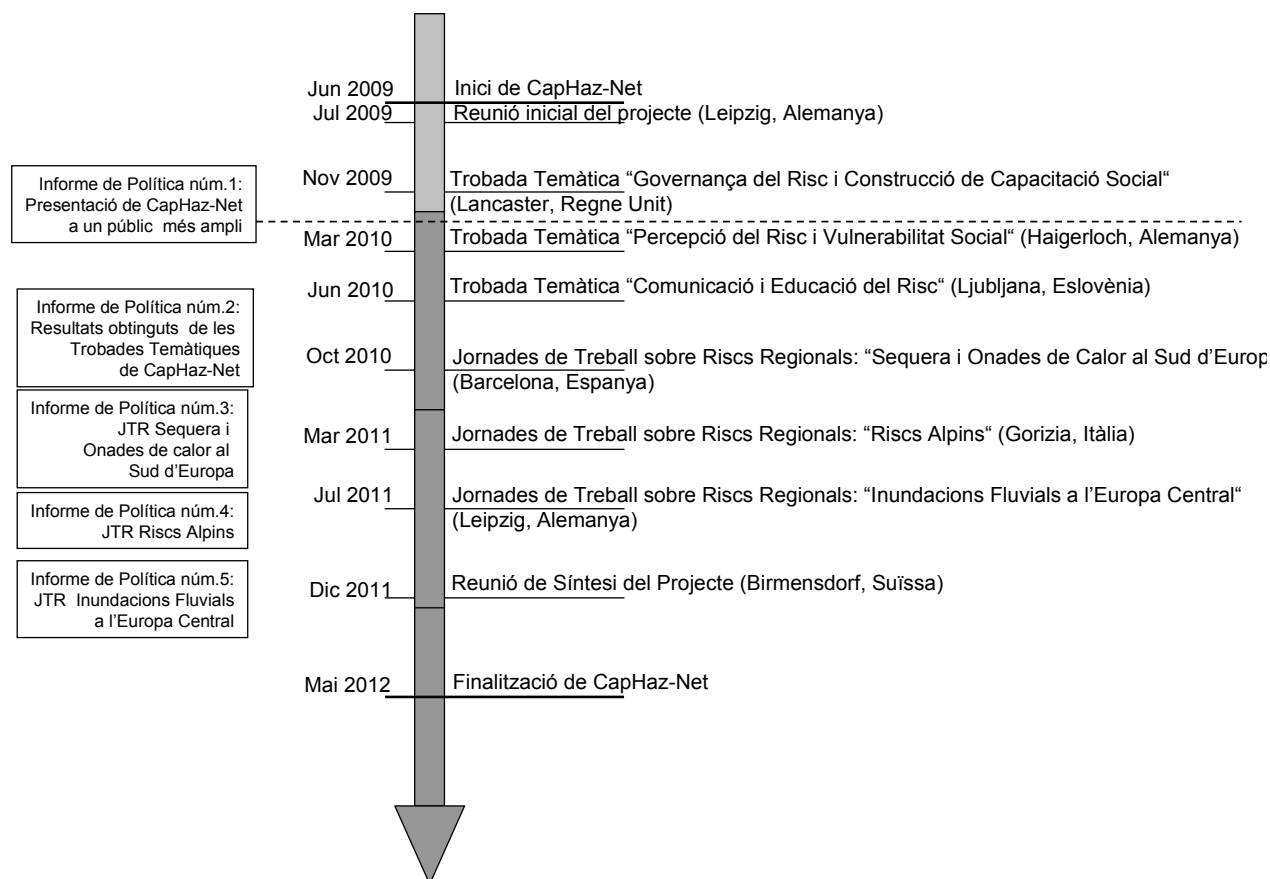 Jun 2009
Inici de CapHaz-Net
Jul 2009
Reunió inicial del projecte (Leipzig, Alemanya)
Informe de Política núm.1:
Presentació de CapHaz-Net
a un públic més ampli
Nov 2009
Trobada Temàtica “Governança del Risc i Construcció de Capacitació Social“
(Lancaster, Regne Unit)
Mar 2010
Trobada Temàtica “Percepció del Risc i Vulnerabilitat Social“ (Haigerloch, Alemanya)
Jun 2010
Trobada Temàtica “Comunicació i Educació del Risc“ (Ljubljana, Eslovènia)
Informe de Política núm.2:
Resultats obtinguts de les
Trobades Temàtiques
de CapHaz-Net
Oct 2010
Jornades de Treball sobre Riscs Regionals: “Sequera i Onades de Calor al Sud d’Europ
(Barcelona, Espanya)
Informe de Política núm.3:
JTR Sequera i
Onades de calor al
Sud d’Europa
Mar 2011
Jornades de Treball sobre Riscs Regionals: “Riscs Alpins“ (Gorizia, Itàlia)
Informe de Política núm.4:
JTR Riscs Alpins
Jul 2011
Jornades de Treball sobre Riscs Regionals: “Inundacions Fluvials a l’Europa Central“
(Leipzig, Alemanya)
Informe de Política núm.5:
JTR Inundacions Fluvials
a l’Europa Central
Dic 2011
Reunió de Síntesi del Projecte (Birmensdorf, Suïssa)
Mai 2012
Finalització de CapHaz-Net